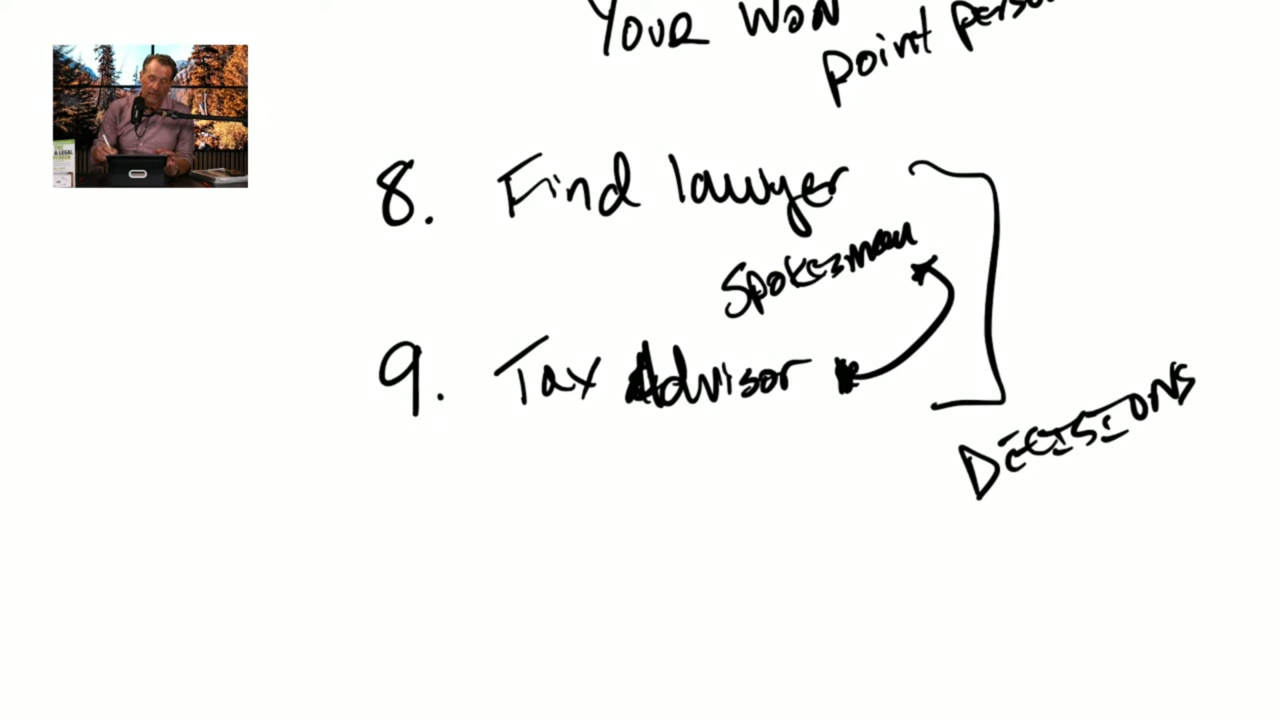 YOUR WON
point person
8. Find lawyer
Spokesman
9. Tax Advisor
DECISIONS